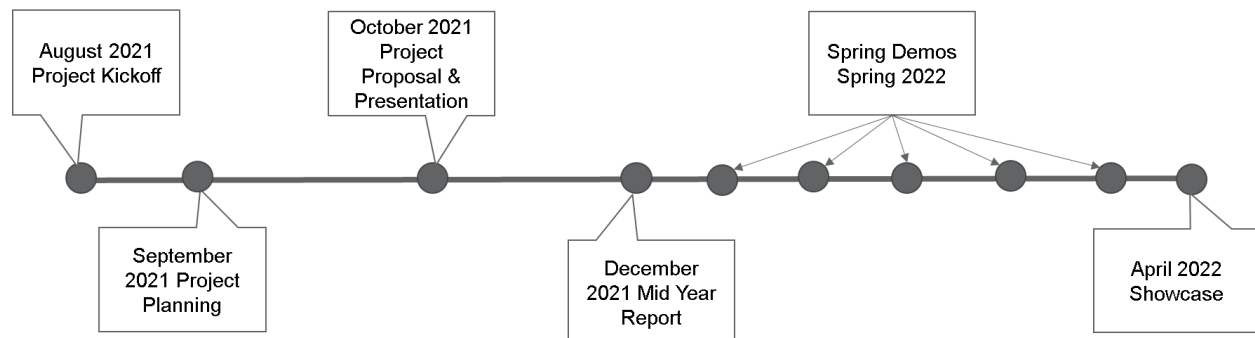 August 2021
Project Kickoff
October 2021
Project
Proposal &
Presentation
Spring Demos
Spring 2022
September
2021 Project
Planning
December
2021 Mid Year
Report
April 2022
Showcase